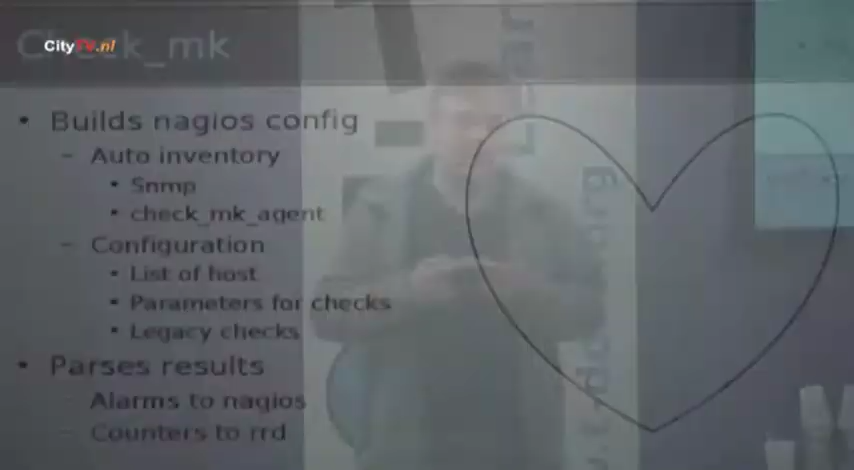 Check_mk
CityTV.nl
• Builds nagios config
– Auto inventory
• Snmp
• check_mk_agent
– Configuration
• List of host
• Parameters for checks
• Legacy checks
• Parses results
– Alarms to nagios
– Counters to rrd